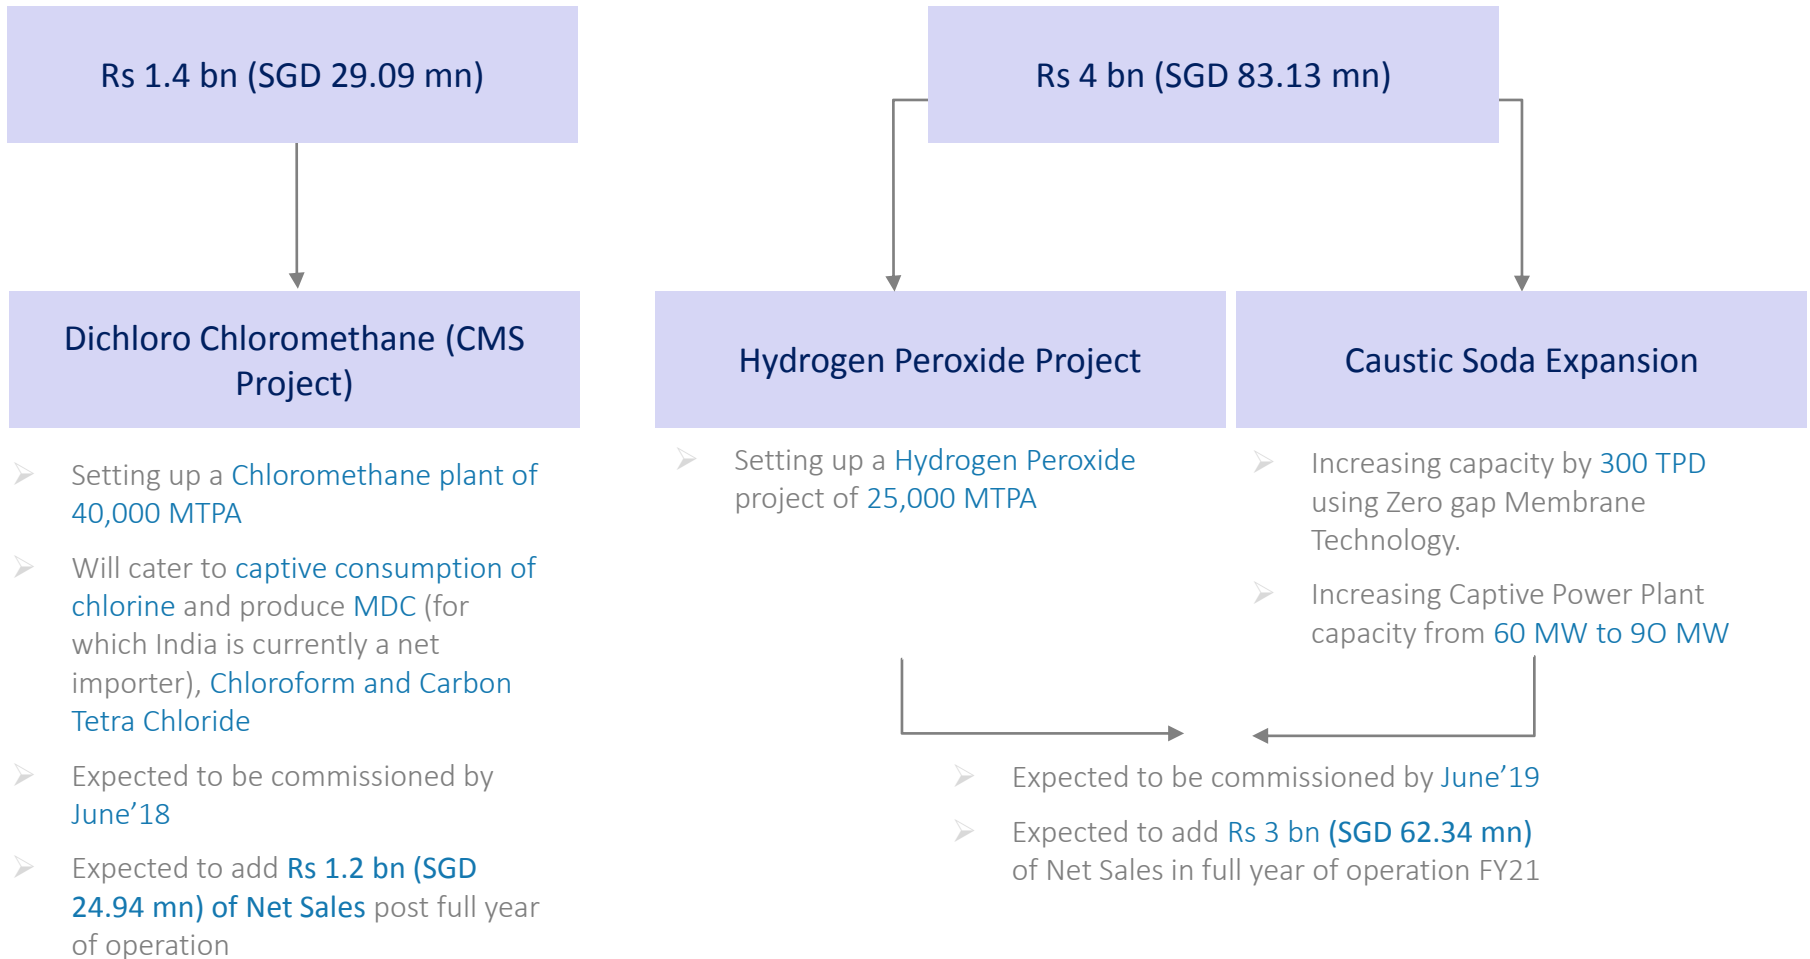 Rs 1.4 bn (SGD 29.09 mn)
Rs 4 bn (SGD 83.13 mn)
Dichloro Chloromethane (CMS
Project)
Hydrogen Peroxide Project
Caustic Soda Expansion
➢ Setting up a Chloromethane plant of
40,000 MTPA
➢ Will cater to captive consumption of
chlorine and produce MDC (for
which India is currently a net
importer), Chloroform and Carbon
Tetra Chloride
➢ Expected to be commissioned by
June’18
➢ Expected to add Rs 1.2 bn (SGD
24.94 mn) of Net Sales post full year
of operation
➢ Setting up a Hydrogen Peroxide
project of 25,000 MTPA
➢ Increasing capacity by 300 TPD
using Zero gap Membrane
Technology.
➢ Increasing Captive Power Plant
capacity from 60 MW to 9O MW
➢ Expected to be commissioned by June’19
➢ Expected to add Rs 3 bn (SGD 62.34 mn)
of Net Sales in full year of operation FY21